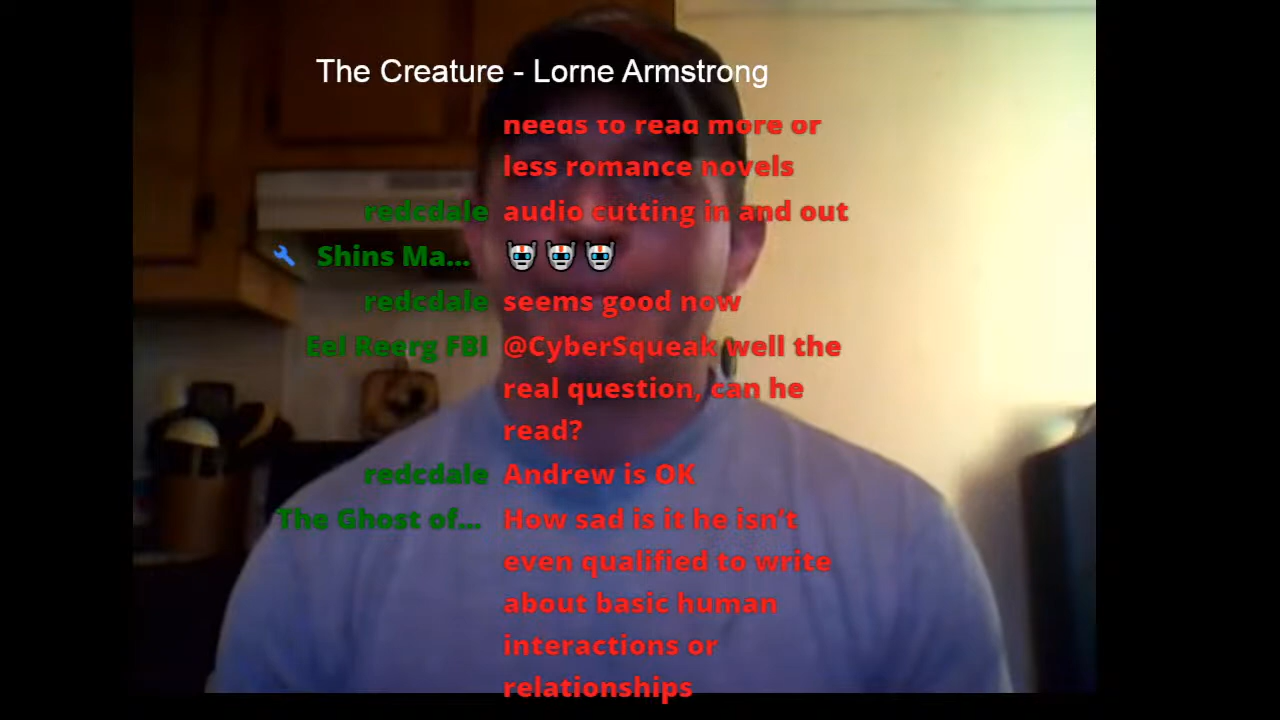 The Creature - Lorne Armstrong
needs to read more or
less romance novels
redcdale audio cutting in and out
Shins Ma...
redcdale seems good now
Eel Reerg FBI @CyberSqueak well the
real question, can he
read?
redcdale Andrew is OK
The Ghost of... How sad is it he isn't
even qualified to write
about basic human
interactions or
relationships